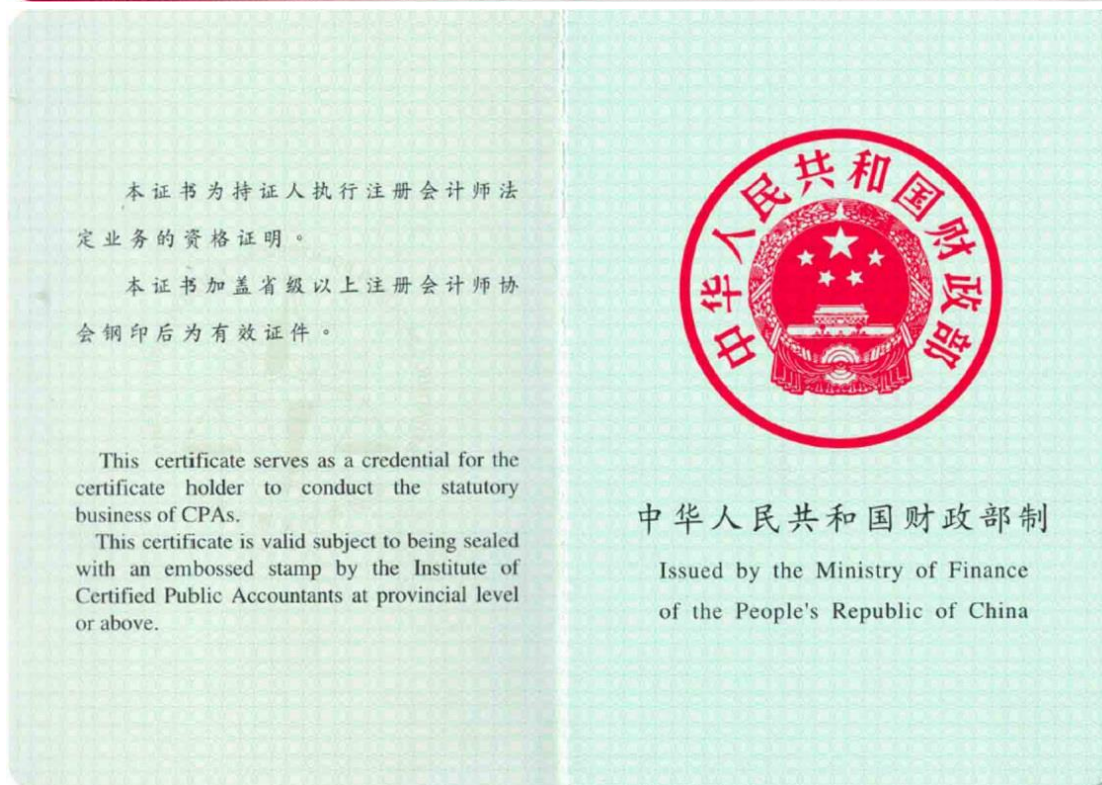 本证书为持证人执行注册会计师法
定业务的资格证明。
本证书加盖省级以上注册会计师协
会钢印后为有效证件。
This certificate serves as a credential for the
certificate holder to conduct the statutory
business of CPAs.
This certificate is valid subject to being sealed
with an embossed stamp by the Institute of
Certified Public Accountants at provincial level
or above.
中华人民共和国财政部
中华人民共和国财政部制
Issued by the Ministry of Finance
of the People's Republic of China